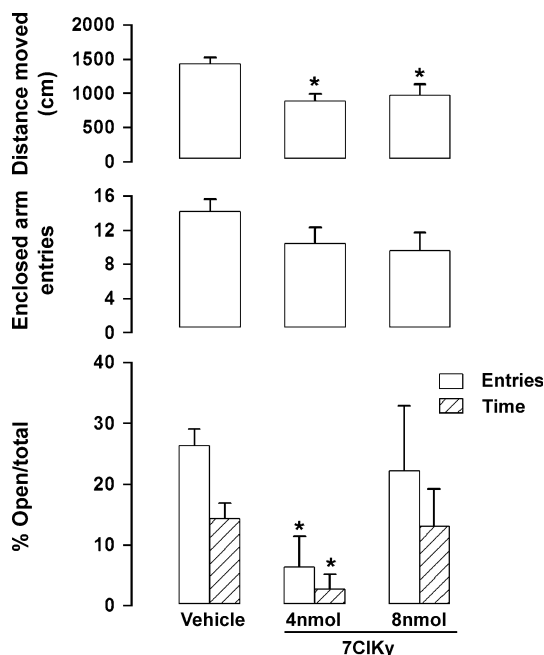 Distance moved
(cm)
2000
1500
1000
500
0
*
*
Enclosed arm
entries
16
12
8
4
0
% Open/total
40
30
20
10
0
Entries
Time
*
*
Vehicle
4nmol
8nmol
7ClKy